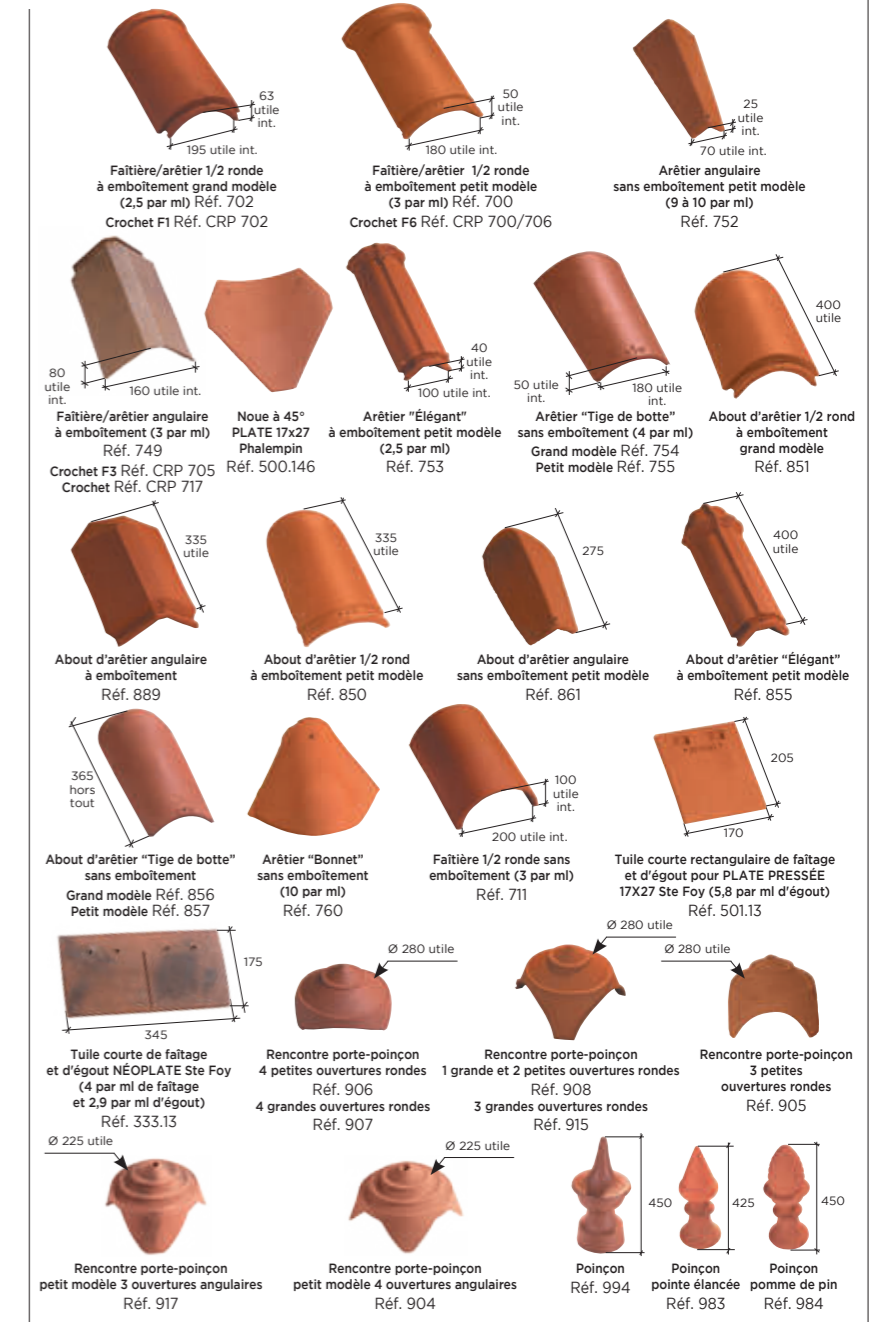 63
utile
int.
195 utile int.
Faîtière/arêtier 1/2 ronde
à emboîtement grand modèle
(2,5 par ml) Réf. 702
Crochet F1 Réf. CRP 702
50
utile
int.
180 utile int.
Faîtière/arêtier 1/2 ronde
à emboîtement petit modèle
(3 par ml) Réf. 700
Crochet F6 Réf. CRP 700/706
25
utile
int.
70 utile int.
Arêtier angulaire
sans emboîtement petit modèle
(9 à 10 par ml)
Réf. 752
80
utile
int.
160 utile int.
Faîtière/arêtier angulaire
à emboîtement (3 par ml)
Réf. 749
Crochet F3 Réf. CRP 705
Crochet Réf. CRP 717
Noue à 45°
PLATE 17x27
Phalempin
Réf. 500.146
40
utile
int.
100 utile int.
Arêtier "Élégant"
à emboîtement petit modèle
(2,5 par ml)
Réf. 753
50 utile
int.
180 utile
int.
Arêtier “Tige de botte”
sans emboîtement (4 par ml)
Grand modèle Réf. 754
Petit modèle Réf. 755
400
utile
About d’arêtier 1/2 rond
à emboîtement
grand modèle
Réf. 851
335
utile
About d’arêtier angulaire
à emboîtement
Réf. 889
335
utile
About d’arêtier 1/2 rond
à emboîtement petit modèle
Réf. 850
275
About d’arêtier angulaire
sans emboîtement petit modèle
Réf. 861
400
utile
About d’arêtier “Élégant”
à emboîtement petit modèle
Réf. 855
365
hors
tout
About d’arêtier “Tige de botte”
sans emboîtement
Grand modèle Réf. 856
Petit modèle Réf. 857
Arêtier “Bonnet”
sans emboîtement
(10 par ml)
Réf. 760
100
utile
int.
200 utile int.
Faîtière 1/2 ronde sans
emboîtement (3 par ml)
Réf. 711
205
170
Tuile courte rectangulaire de faîtage
et d'égout pour PLATE PRESSÉE
17X27 Ste Foy (5,8 par ml d'égout)
Réf. 501.13
175
345
Tuile courte de faîtage
et d'égout NÉOPLATE Ste Foy
(4 par ml de faîtage
et 2,9 par ml d'égout)
Réf. 333.13
Ø 280 utile
Rencontre porte-poinçon
4 petites ouvertures rondes
Réf. 906
4 grandes ouvertures rondes
Réf. 907
Ø 280 utile
Rencontre porte-poinçon
1 grande et 2 petites ouvertures rondes
Réf. 908
3 grandes ouvertures rondes
Réf. 915
Ø 280 utile
Rencontre porte-poinçon
3 petites
ouvertures rondes
Réf. 905
Ø 225 utile
Rencontre porte-poinçon
petit modèle 3 ouvertures angulaires
Réf. 917
Ø 225 utile
Rencontre porte-poinçon
petit modèle 4 ouvertures angulaires
Réf. 904
450
Poinçon
Réf. 994
425
Poinçon
pointe élancée
Réf. 983
450
Poinçon
pomme de pin
Réf. 984